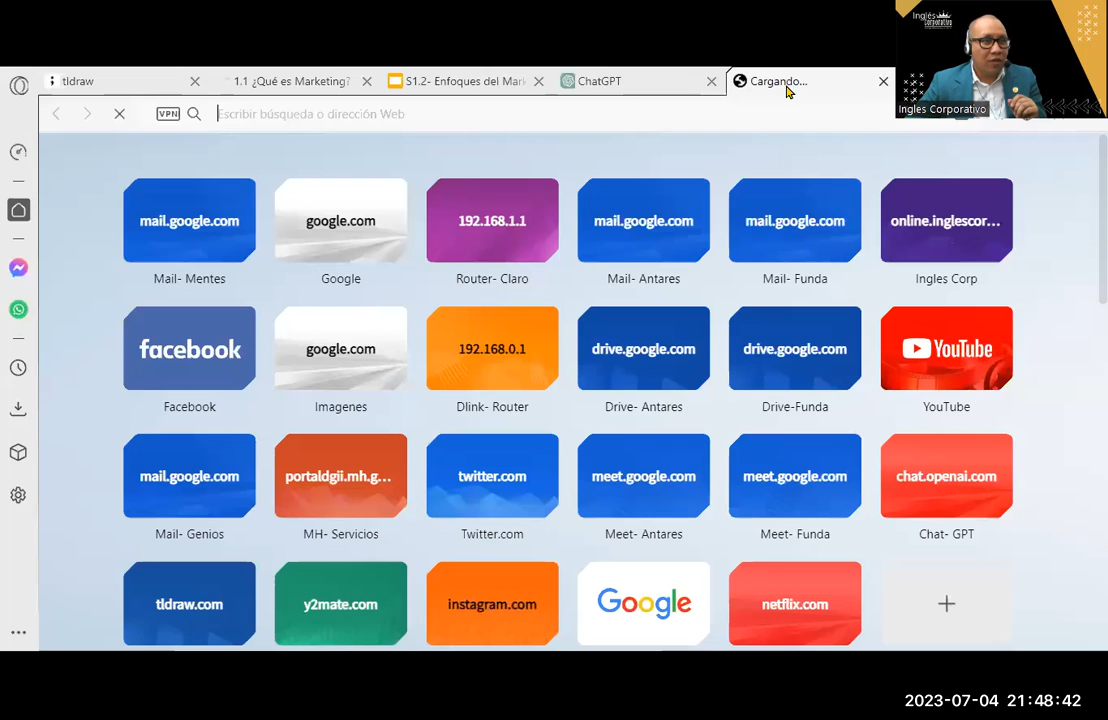 Inglés
Corporativo
Ingles Corporativo
tldraw
1.1 ¿Qué es Marketing?
S1.2- Enfoques del Mark
ChatGPT
Cargando...
VPN
Escribir búsqueda o dirección Web
mail.google.com
google.com
192.168.1.1
mail.google.com
mail.google.com
online.inglescor...
Mail- Mentes
Google
Router- Claro
Mail- Antares
Mail- Funda
Ingles Corp
facebook
google.com
192.168.0.1
drive.google.com
drive.google.com
YouTube
Facebook
Imagenes
Dlink- Router
Drive- Antares
Drive-Funda
YouTube
mail.google.com
portaldgii.mh.g...
twitter.com
meet.google.com
meet.google.com
chat.openai.com
Mail- Genios
MH- Servicios
Twitter.com
Meet- Antares
Meet- Funda
Chat- GPT
tldraw.com
y2mate.com
instagram.com
Google
netflix.com
2023-07-04 21:48:42